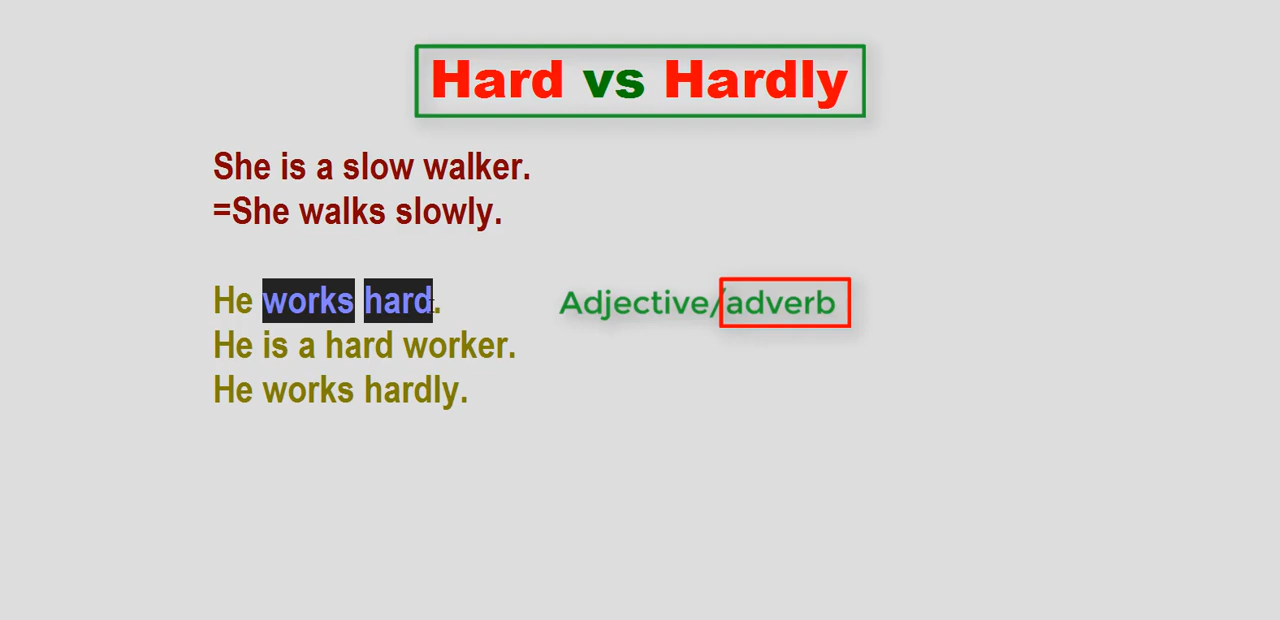 Hard vs Hardly
She is a slow walker.
=She walks slowly.
He works hard. Adjective/adverb
He is a hard worker.
He works hardly.